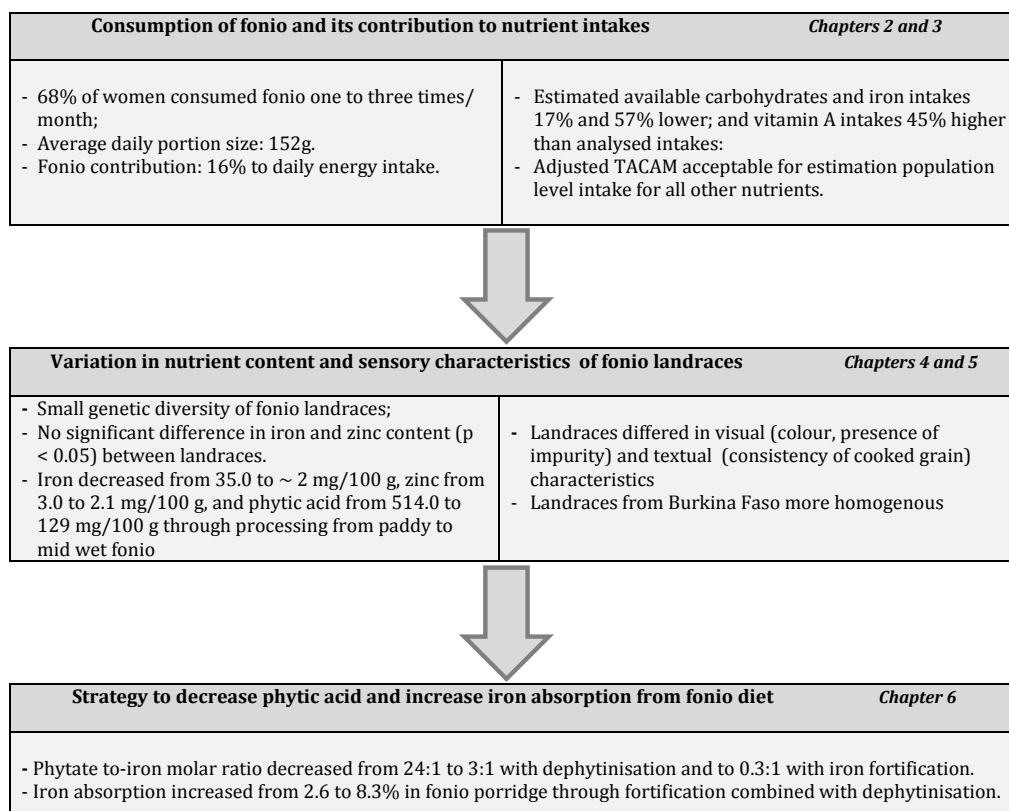 Consumption of fonio and its contribution to nutrient intakes Chapters 2 and 3
- 68% of women consumed fonio one to three times/
month;
- Average daily portion size: 152g.
- Fonio contribution: 16% to daily energy intake.
- Estimated available carbohydrates and iron intakes
17% and 57% lower; and vitamin A intakes 45% higher
than analysed intakes:
- Adjusted TACAM acceptable for estimation population
level intake for all other nutrients.
Variation in nutrient content and sensory characteristics of fonio landraces Chapters 4 and 5
- Small genetic diversity of fonio landraces;
- No significant difference in iron and zinc content (p
< 0.05) between landraces.
- Iron decreased from 35.0 to ~ 2 mg/100 g, zinc from
3.0 to 2.1 mg/100 g, and phytic acid from 514.0 to
129 mg/100 g through processing from paddy to
mid wet fonio
- Landraces differed in visual (colour, presence of
impurity) and textual (consistency of cooked grain)
characteristics
- Landraces from Burkina Faso more homogenous
Strategy to decrease phytic acid and increase iron absorption from fonio diet Chapter 6
- Phytate to-iron molar ratio decreased from 24:1 to 3:1 with dephytinisation and to 0.3:1 with iron fortification.
- Iron absorption increased from 2.6 to 8.3% in fonio porridge through fortification combined with dephytinisation.